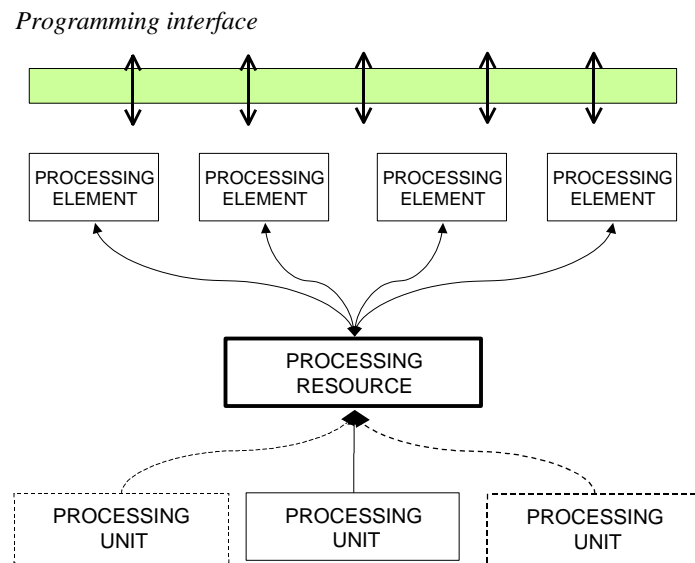 Programming interface
PROCESSING
ELEMENT
PROCESSING
ELEMENT
PROCESSING
ELEMENT
PROCESSING
ELEMENT
PROCESSING
RESOURCE
PROCESSING
UNIT
PROCESSING
UNIT
PROCESSING
UNIT